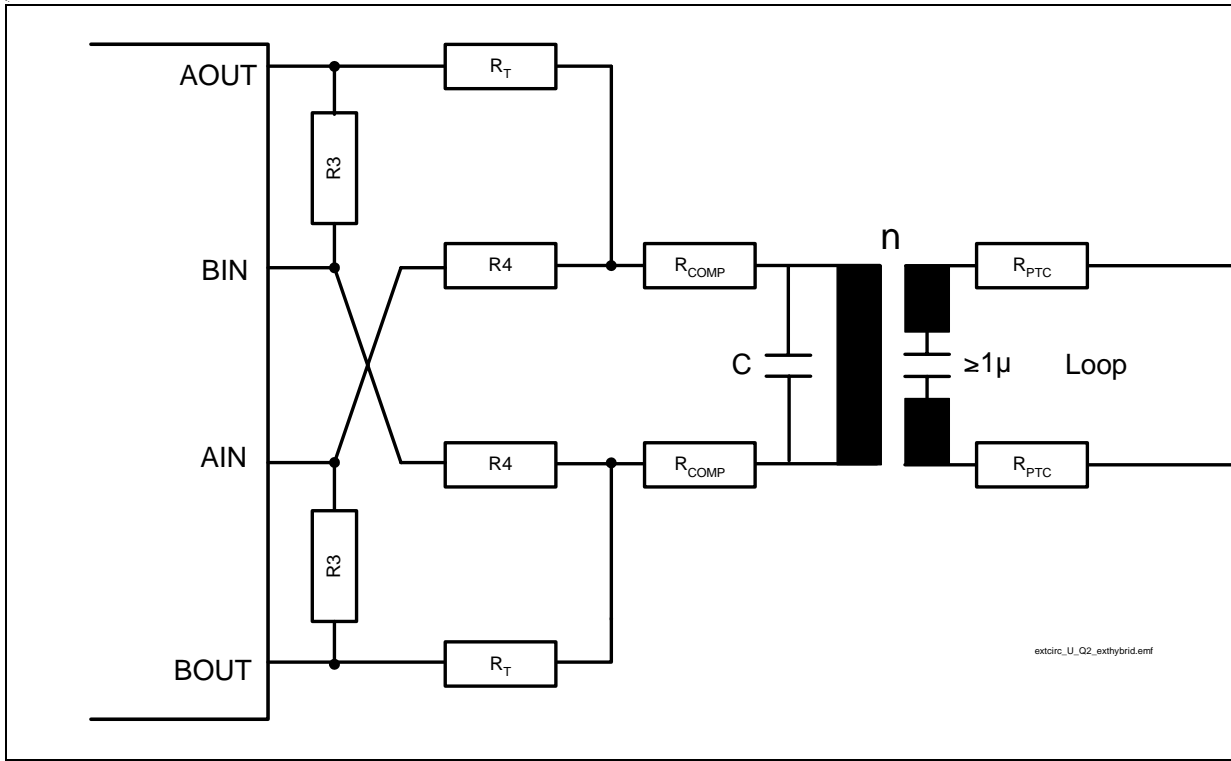 AOUT
R_T
R3
BIN
R4
R_COMP
n
R_PTC
C
≥1µ
Loop
AIN
R4
R_COMP
R_PTC
R3
BOUT
R_T
extcirc_U_Q2_exthybrid.emf